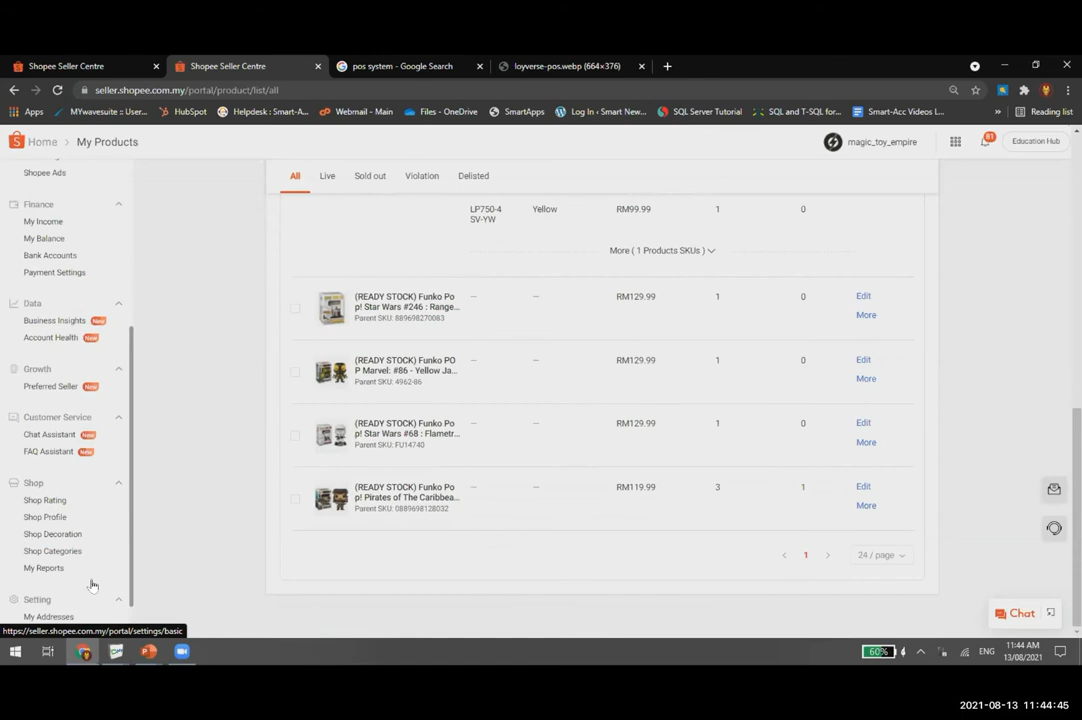 Shopee Seller Centre
Shopee Seller Centre
pos system - Google Search
loyverse-pos.webp (664×376)
seller.shopee.com.my/portal/product/list/all
Apps
MYwavesuite :: User...
HubSpot
Helpdesk : Smart-A...
Webmail - Main
Files - OneDrive
SmartApps
Log In ‹ Smart New...
SQL Server Tutorial
SQL and T-SQL for...
Smart-Acc Videos L...
Reading list
Home > My Products
magic_toy_empire
81
Education Hub
Shopee Ads
Finance
My Income
My Balance
Bank Accounts
Payment Settings
Data
Business Insights New
Account Health New
Growth
Preferred Seller New
Customer Service
Chat Assistant New
FAQ Assistant New
Shop
Shop Rating
Shop Profile
Shop Decoration
Shop Categories
My Reports
Setting
My Addresses
https://seller.shopee.com.my/portal/settings/basic
All Live Sold out Violation Delisted
LP750-4 Yellow RM99.99 1 0
SV-YW
More ( 1 Products SKUs )
(READY STOCK) Funko Po — — RM129.99 1 0 Edit
p! Star Wars #246 : Range...
Parent SKU: 889698270083 More
(READY STOCK) Funko PO — — RM129.99 1 0 Edit
P Marvel: #86 - Yellow Ja...
Parent SKU: 4962-86 More
(READY STOCK) Funko Po — — RM129.99 1 0 Edit
p! Star Wars #68 : Flametr...
Parent SKU: FU14740 More
(READY STOCK) Funko Po — — RM119.99 3 1 Edit
p! Pirates of The Caribbea...
Parent SKU: 0889698128032 More
1
24 / page
Chat
60%
ENG
11:44 AM
13/08/2021
2021-08-13 11:44:45